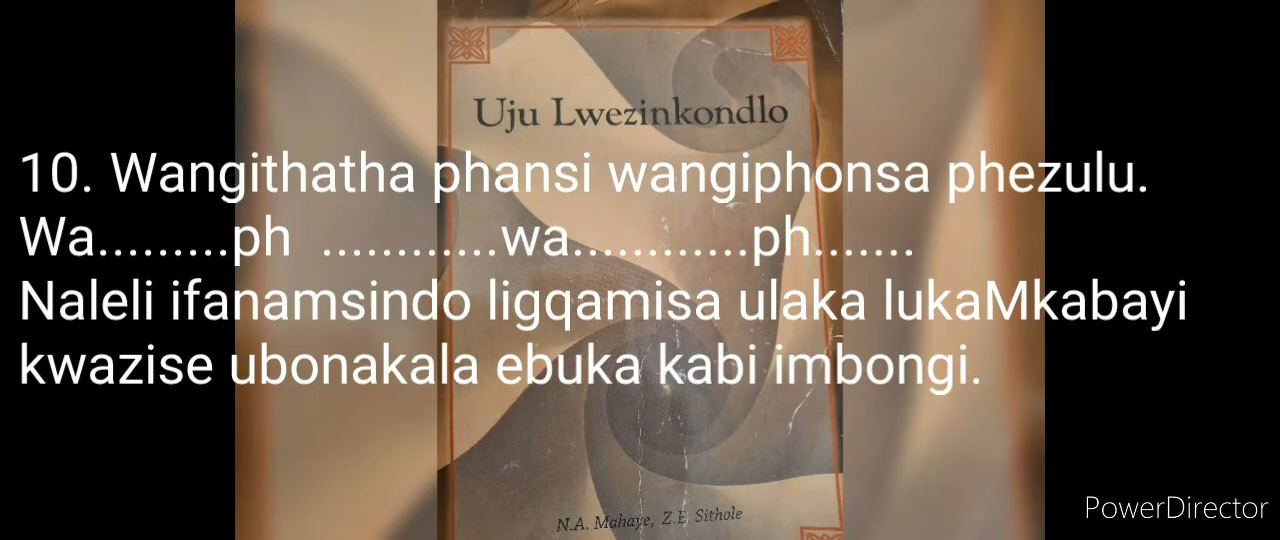 Uju Lwezinkondlo
10. Wangithatha phansi wangiphonsa phezulu.
Wa.........ph ............wa............ph.......
Naleli ifanamsindo ligqamisa ulaka lukaMkabayi
kwazise ubonakala ebuka kabi imbongi.
N.A. Mahaye, Z.E. Sithole
PowerDirector